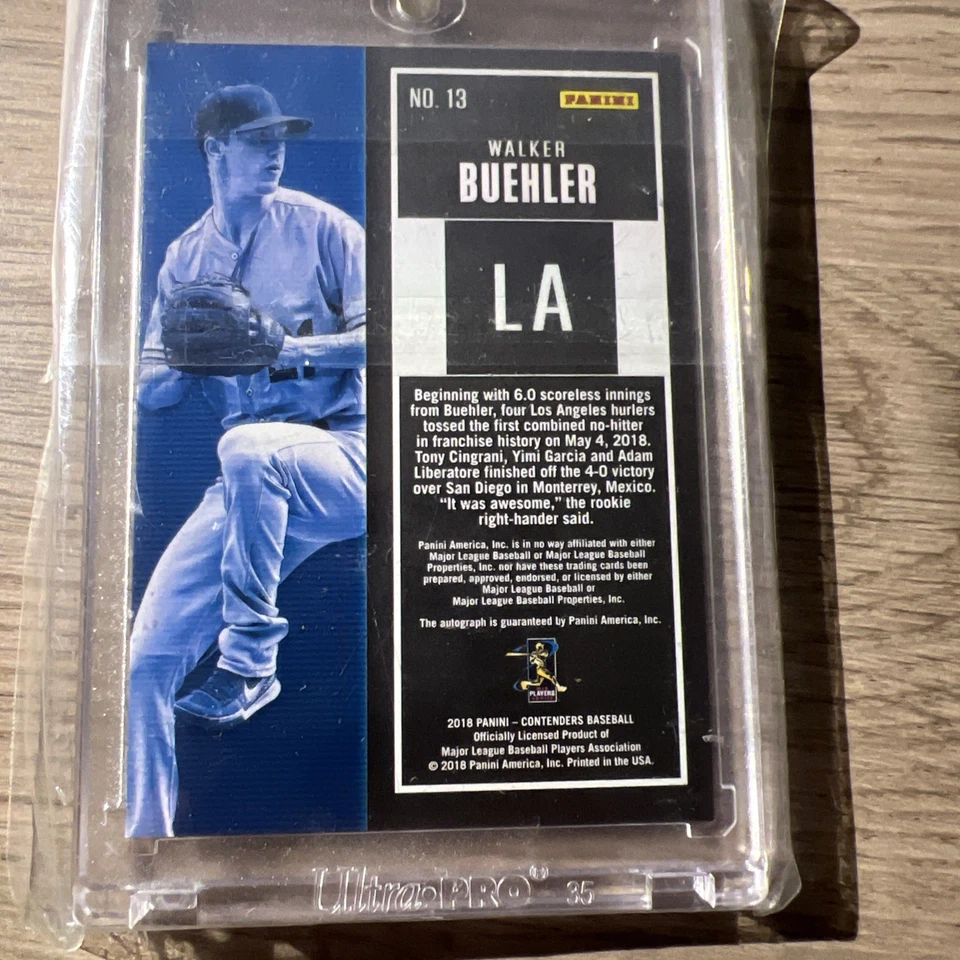 NO. 13
PANINI
WALKER
BUEHLER
LA
Beginning with 6.0 scoreless innings
from Buehler, four Los Angeles hurlers
tossed the first combined no-hitter
in franchise history on May 4, 2018.
Tony Cingrani, Yimi Garcia and Adam
Liberatore finished off the 4-0 victory
over San Diego in Monterrey, Mexico.
“It was awesome,” the rookie
right-hander said.
Panini America, Inc. is in no way affiliated with either
Major League Baseball or Major League Baseball
Properties, Inc. nor have these trading cards been
prepared, approved, endorsed, or licensed by either
Major League Baseball or
Major League Baseball Properties, Inc.
The autograph is guaranteed by Panini America, Inc.
PLAYERS
2018 PANINI – CONTENDERS BASEBALL
Officially Licensed Product of
Major League Baseball Players Association
© 2018 Panini America, Inc. Printed in the USA.
Ultra•PRO® 35